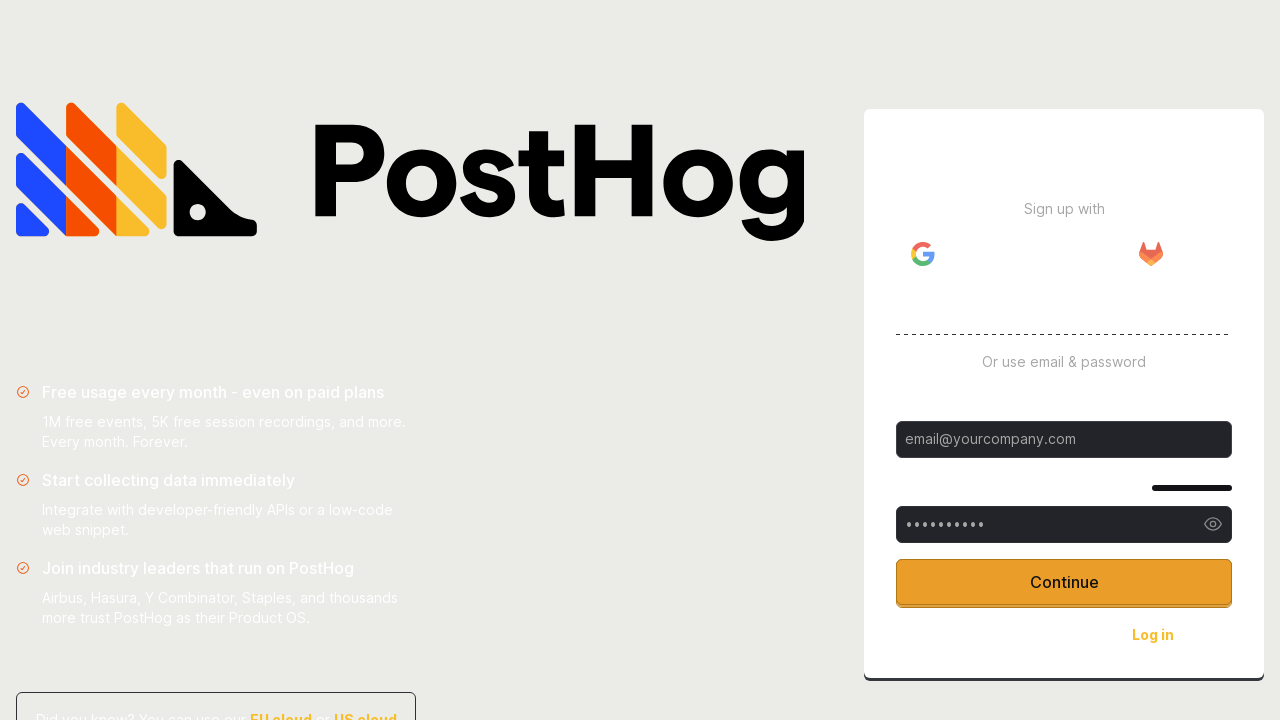 PostHog
Free usage every month - even on paid plans
1M free events, 5K free session recordings, and more.
Every month. Forever.
Start collecting data immediately
Integrate with developer-friendly APIs or a low-code
web snippet.
Join industry leaders that run on PostHog
Airbus, Hasura, Y Combinator, Staples, and thousands
more trust PostHog as their Product OS.
Did you know? You can use our EU cloud or US cloud
Sign up with
Or use email & password
email@yourcompany.com
••••••••••
Continue
Log in